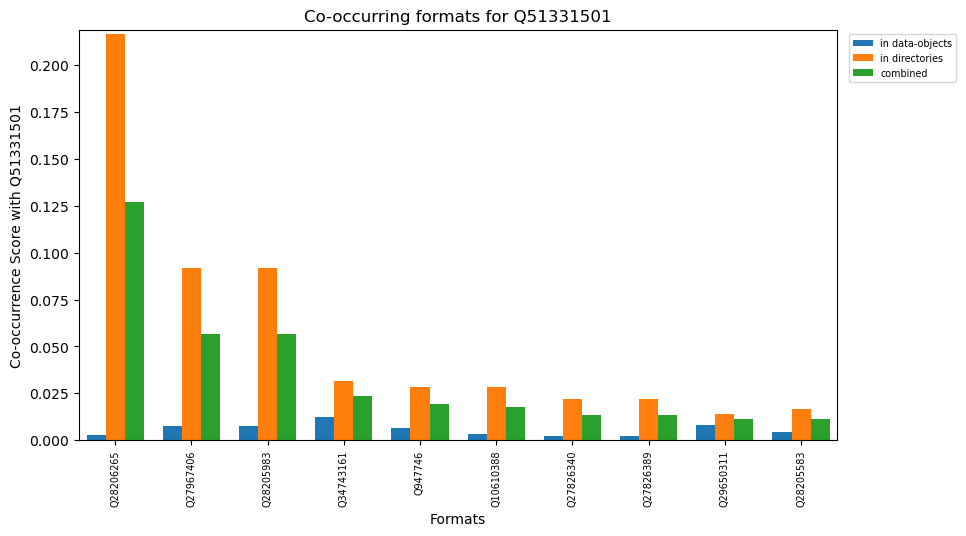 Co-occurring formats for Q51331501
in data-objects
in directories
combined
Co-occurrence Score with Q51331501
0.200
0.175
0.150
0.125
0.100
0.075
0.050
0.025
0.000
Q28206265
Q27967406
Q28205983
Q34743161
Q947746
Q10610388
Q27826340
Q27826389
Q29650311
Q28205583
Formats